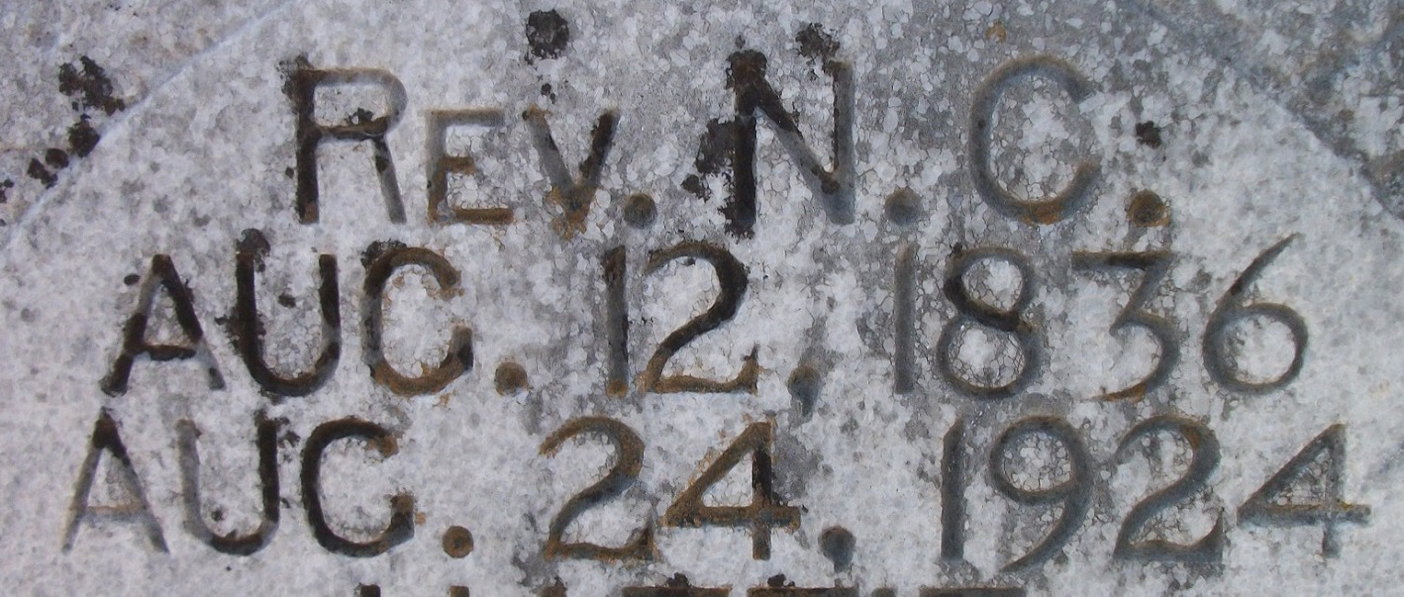 REV. N. C.
AUG. 12, 1836
AUG. 24, 1924